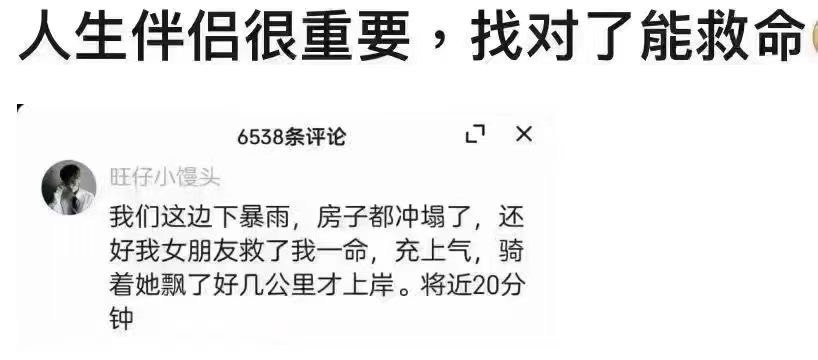 人生伴侣很重要，找对了能救命
6538条评论
旺仔小馒头
我们这边下暴雨，房子都冲塌了，还
好我女朋友救了我一命，充上气，骑
着她飘了好几公里才上岸。将近20分
钟